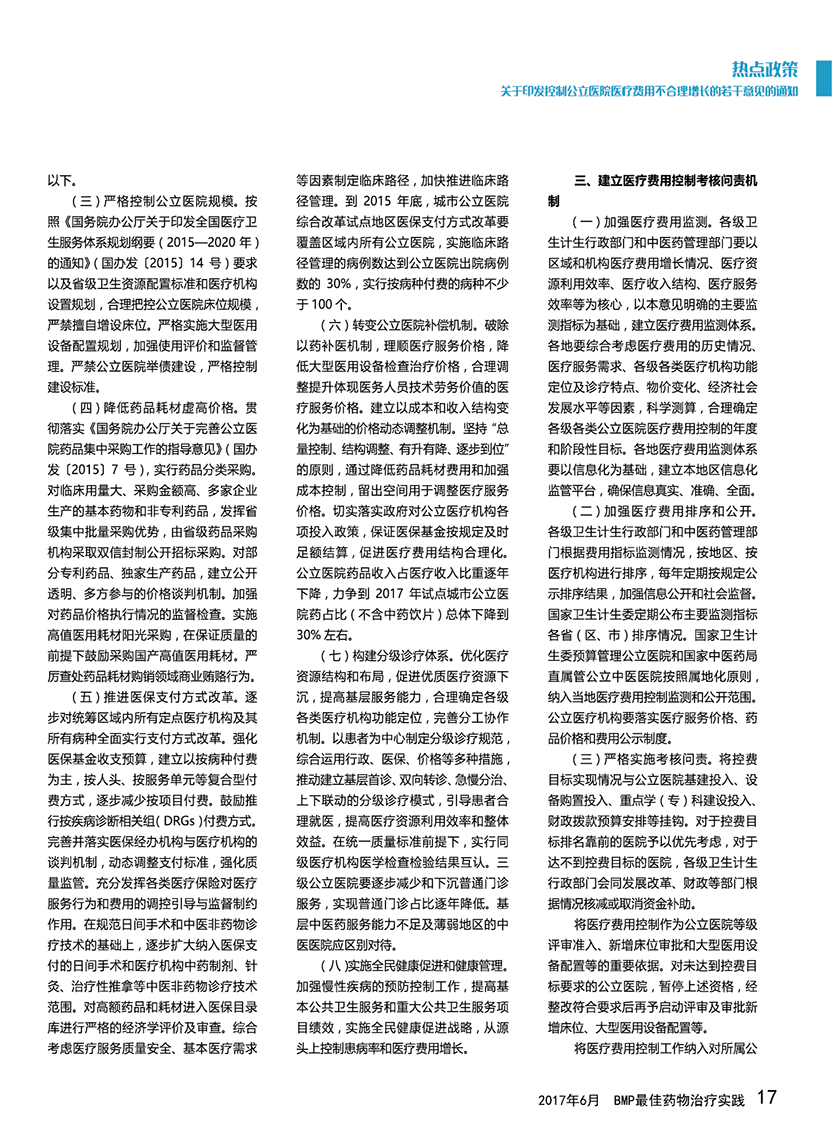 热点政策
关于印发控制公立医院医疗费用不合理增长的若干意见的通知
以下。
（三）严格控制公立医院规模。按
照《国务院办公厅关于印发全国医疗卫
生服务体系规划纲要（2015—2020 年）
的通知》（国办发〔2015〕14 号）要求
以及省级卫生资源配置标准和医疗机构
设置规划，合理把控公立医院床位规模，
严禁擅自增设床位。严格实施大型医用
设备配置规划，加强使用评价和监督管
理。严禁公立医院举债建设，严格控制
建设标准。
（四）降低药品耗材虚高价格。贯
彻落实《国务院办公厅关于完善公立医
院药品集中采购工作的指导意见》（国办
发〔2015〕7 号），实行药品分类采购。
对临床用量大、采购金额高、多家企业
生产的基本药物和非专利药品，发挥省
级集中批量采购优势，由省级药品采购
机构采取双信封制公开招标采购。对部
分专利药品、独家生产药品，建立公开
透明、多方参与的价格谈判机制。加强
对药品价格执行情况的监督检查。实施
高值医用耗材阳光采购，在保证质量的
前提下鼓励采购国产高值医用耗材。严
厉查处药品耗材购销领域商业贿赂行为。
（五）推进医保支付方式改革。逐
步对统筹区域内所有定点医疗机构及其
所有病种全面实行支付方式改革。强化
医保基金收支预算，建立以按病种付费
为主，按人头、按服务单元等复合型付
费方式，逐步减少按项目付费。鼓励推
行按疾病诊断相关组（DRGs）付费方式。
完善并落实医保经办机构与医疗机构的
谈判机制，动态调整支付标准，强化质
量监管。充分发挥各类医疗保险对医疗
服务行为和费用的调控引导与监督制约
作用。在规范日间手术和中医非药物诊
疗技术的基础上，逐步扩大纳入医保支
付的日间手术和医疗机构中药制剂、针
灸、治疗性推拿等中医非药物诊疗技术
范围。对高额药品和耗材进入医保目录
库进行严格的经济学评价及审查。综合
考虑医疗服务质量安全、基本医疗需求
等因素制定临床路径，加快推进临床路
径管理。到 2015 年底，城市公立医院
综合改革试点地区医保支付方式改革要
覆盖区域内所有公立医院，实施临床路
径管理的病例数达到公立医院出院病例
数的 30%，实行按病种付费的病种不少
于 100 个。
（六）转变公立医院补偿机制。破除
以药补医机制，理顺医疗服务价格，降
低大型医用设备检查治疗价格，合理调
整提升体现医务人员技术劳务价值的医
疗服务价格。建立以成本和收入结构变
化为基础的价格动态调整机制。坚持“总
量控制、结构调整、有升有降、逐步到位”
的原则，通过降低药品耗材费用和加强
成本控制，留出空间用于调整医疗服务
价格。切实落实政府对公立医疗机构各
项投入政策，保证医保基金按规定及时
足额结算，促进医疗费用结构合理化。
公立医院药品收入占医疗收入比重逐年
下降，力争到 2017 年试点城市公立医
院药占比（不含中药饮片）总体下降到
30%左右。
（七）构建分级诊疗体系。优化医疗
资源结构和布局，促进优质医疗资源下
沉，提高基层服务能力，合理确定各级
各类医疗机构功能定位，完善分工协作
机制。以患者为中心制定分级诊疗规范，
综合运用行政、医保、价格等多种措施，
推动建立基层首诊、双向转诊、急慢分治、
上下联动的分级诊疗模式，引导患者合
理就医，提高医疗资源利用效率和整体
效益。在统一质量标准前提下，实行同
级医疗机构医学检查检验结果互认。三
级公立医院要逐步减少和下沉普通门诊
服务，实现普通门诊占比逐年降低。基
层中医药服务能力不足及薄弱地区的中
医医院应区别对待。
（八）实施全民健康促进和健康管理。
加强慢性疾病的预防控制工作，提高基
本公共卫生服务和重大公共卫生服务项
目绩效，实施全民健康促进战略，从源
头上控制患病率和医疗费用增长。
三、建立医疗费用控制考核问责机
制
（一）加强医疗费用监测。各级卫
生计生行政部门和中医药管理部门要以
区域和机构医疗费用增长情况、医疗资
源利用效率、医疗收入结构、医疗服务
效率等为核心，以本意见明确的主要监
测指标为基础，建立医疗费用监测体系。
各地要综合考虑医疗费用的历史情况、
医疗服务需求、各级各类医疗机构功能
定位及诊疗特点、物价变化、经济社会
发展水平等因素，科学测算，合理确定
各级各类公立医院医疗费用控制的年度
和阶段性目标。各地医疗费用监测体系
要以信息化为基础，建立本地区信息化
监管平台，确保信息真实、准确、全面。
（二）加强医疗费用排序和公开。
各级卫生计生行政部门和中医药管理部
门根据费用指标监测情况，按地区、按
医疗机构进行排序，每年定期按规定公
示排序结果，加强信息公开和社会监督。
国家卫生计生委定期公布主要监测指标
各省（区、市）排序情况。国家卫生计
生委预算管理公立医院和国家中医药局
直属管公立中医医院按照属地化原则，
纳入当地医疗费用控制监测和公开范围。
公立医疗机构要落实医疗服务价格、药
品价格和费用公示制度。
（三）严格实施考核问责。将控费
目标实现情况与公立医院基建投入、设
备购置投入、重点学（专）科建设投入、
财政拨款预算安排等挂钩。对于控费目
标排名靠前的医院予以优先考虑，对于
达不到控费目标的医院，各级卫生计生
行政部门会同发展改革、财政等部门根
据情况核减或取消资金补助。
将医疗费用控制作为公立医院等级
评审准入、新增床位审批和大型医用设
备配置等的重要依据。对未达到控费目
标要求的公立医院，暂停上述资格，经
整改符合要求后再予启动评审及审批新
增床位、大型医用设备配置等。
将医疗费用控制工作纳入对所属公
2017年6月 BMP最佳药物治疗实践 17